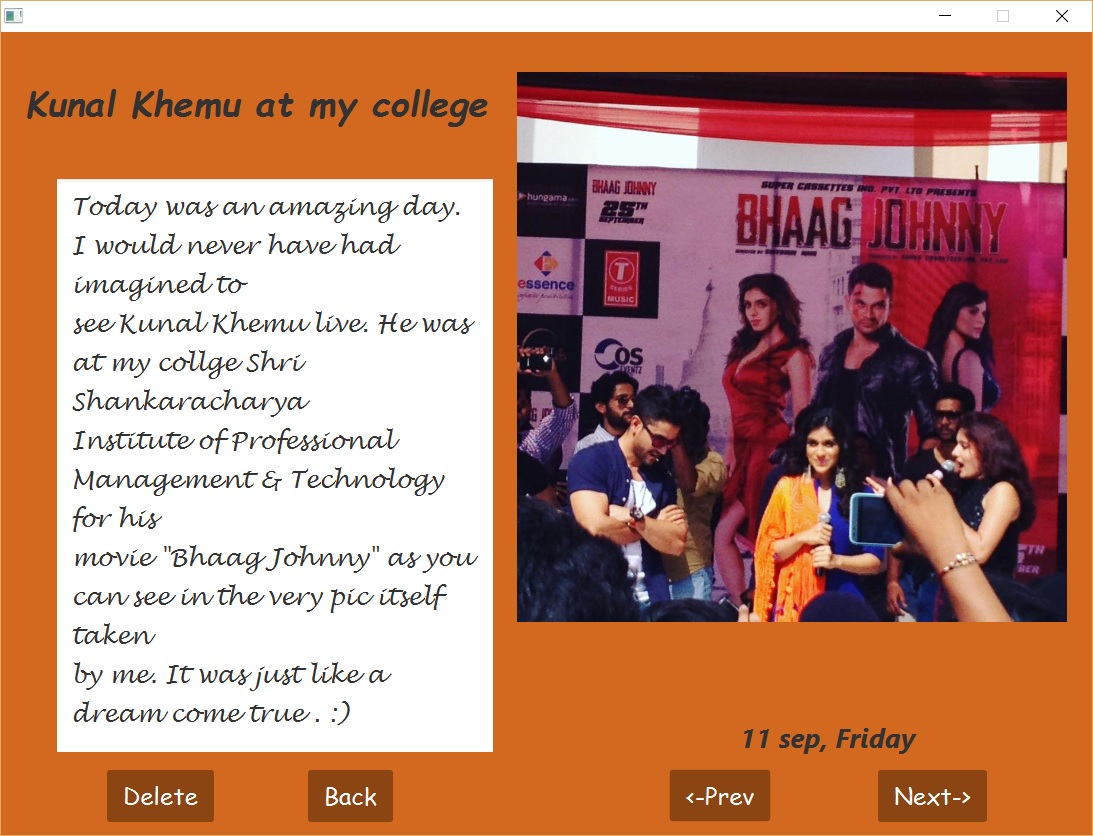 Kunal Khemu at my college
Today was an amazing day.
I would never have had
imagined to
see Kunal Khemu live. He was
at my collge Shri
Shankaracharya
Institute of Professional
Management & Technology
for his
movie "Bhaag Johnny" as you
can see in the very pic itself
taken
by me. It was just like a
dream come true . :)
SUPER CASSETTES IND. PVT LTD PRESENTS
BHAAG JOHNNY
hungama
BHAAG JOHNNY
25TH
SEPTEMBER
essence
T
SERIES
MUSIC
COS
EVENTZ
11 sep, Friday
Delete
Back
<-Prev
Next->